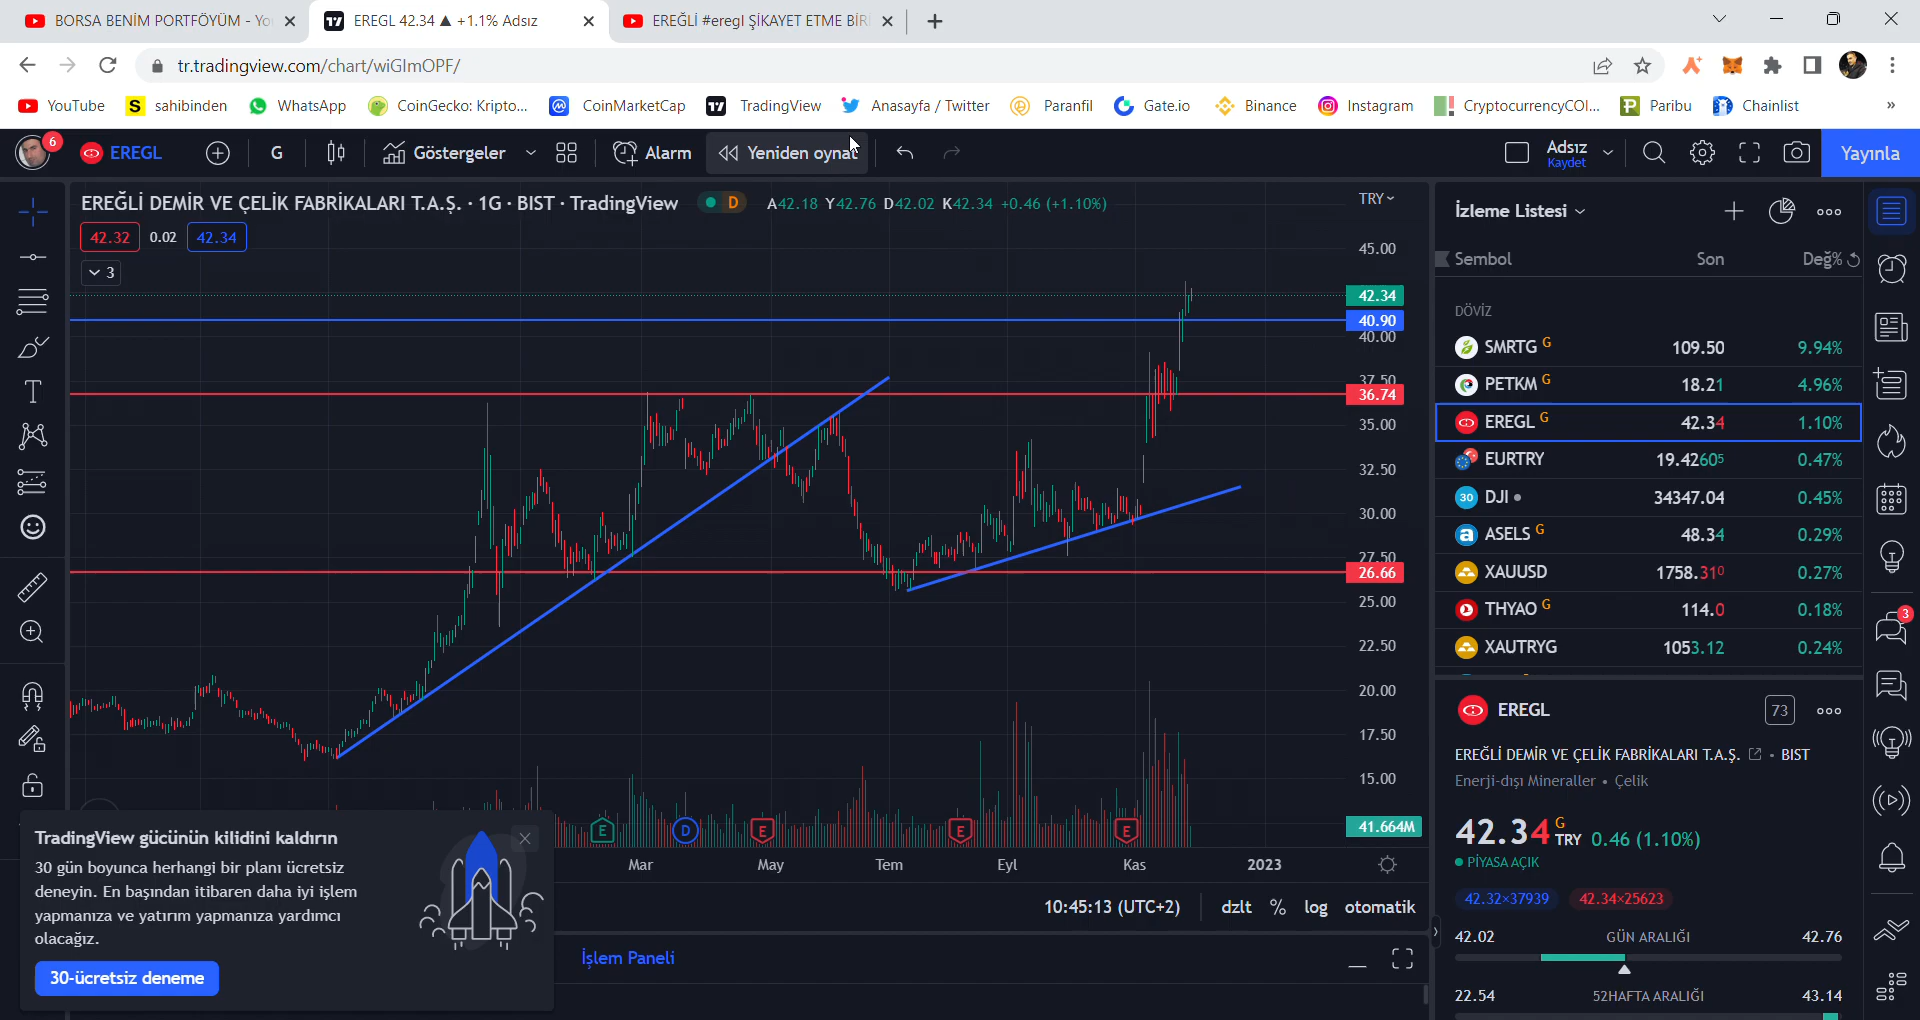 BORSA BENİM PORTFÖYÜM - Yo
EREGL 42.34 ▲ +1.1% Adsız
EREĞLİ #eregl ŞİKAYET ETME BİR
tr.tradingview.com/chart/wiGImOPF/
YouTube
sahibinden
WhatsApp
CoinGecko: Kripto...
CoinMarketCap
TradingView
Anasayfa / Twitter
Paranfil
Gate.io
Binance
Instagram
CryptocurrencyCOI...
Paribu
Chainlist
»
6
EREGL
G
Göstergeler
Alarm
Yeniden oynat
Adsız
Kaydet
Yayınla
EREĞLİ DEMİR VE ÇELİK FABRİKALARI T.A.Ş. · 1G · BIST · TradingView
D
A42.18 Y42.76 D42.02 K42.34 +0.46 (+1.10%)
TRY
42.32
0.02
42.34
3
45.00
42.34
40.90
40.00
37.50
36.74
35.00
32.50
30.00
27.50
26.66
25.00
22.50
20.00
17.50
15.00
41.664M
E
D
E
E
E
Mar
May
Tem
Eyl
Kas
2023
10:45:13 (UTC+2)
dzlt
%
log
otomatik
İşlem Paneli
TradingView gücünün kilidini kaldırın
30 gün boyunca herhangi bir planı ücretsiz
deneyin. En başından itibaren daha iyi işlem
yapmanıza ve yatırım yapmanıza yardımcı
olacağız.
30-ücretsiz deneme
İzleme Listesi
Sembol Son Değ%
DÖVİZ
SMRTG G 109.50 9.94%
PETKM G 18.21 4.96%
EREGL G 42.34 1.10%
EURTRY 19.42605 0.47%
30 DJI 34347.04 0.45%
ASELS G 48.34 0.29%
XAUUSD 1758.310 0.27%
THYAO G 114.0 0.18%
XAUTRYG 1053.12 0.24%
EREGL
73
EREĞLİ DEMİR VE ÇELİK FABRİKALARI T.A.Ş. • BIST
Enerji-dışı Mineraller • Çelik
42.34 G TRY 0.46 (1.10%)
PİYASA AÇIK
42.32×37939
42.34×25623
42.02 GÜN ARALIĞI 42.76
22.54 52HAFTA ARALIĞI 43.14
3